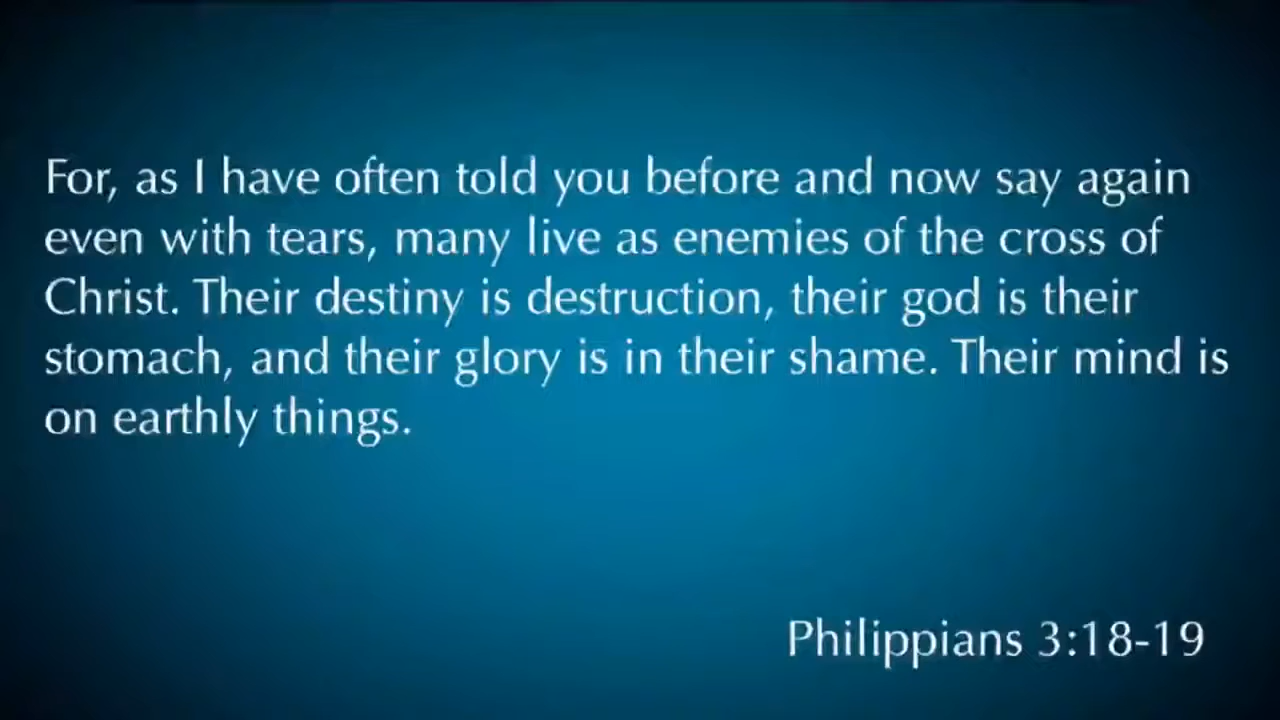 For, as I have often told you before and now say again
even with tears, many live as enemies of the cross of
Christ. Their destiny is destruction, their god is their
stomach, and their glory is in their shame. Their mind is
on earthly things.
Philippians 3:18-19